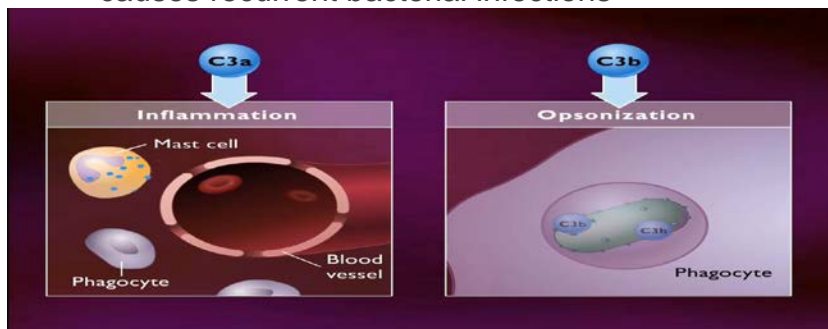 causes recurrent bacterial infections
C3a
C3b
Inflammation
Opsonization
Mast cell
Blood
vessel
Phagocyte
C3b
C3b
Phagocyte